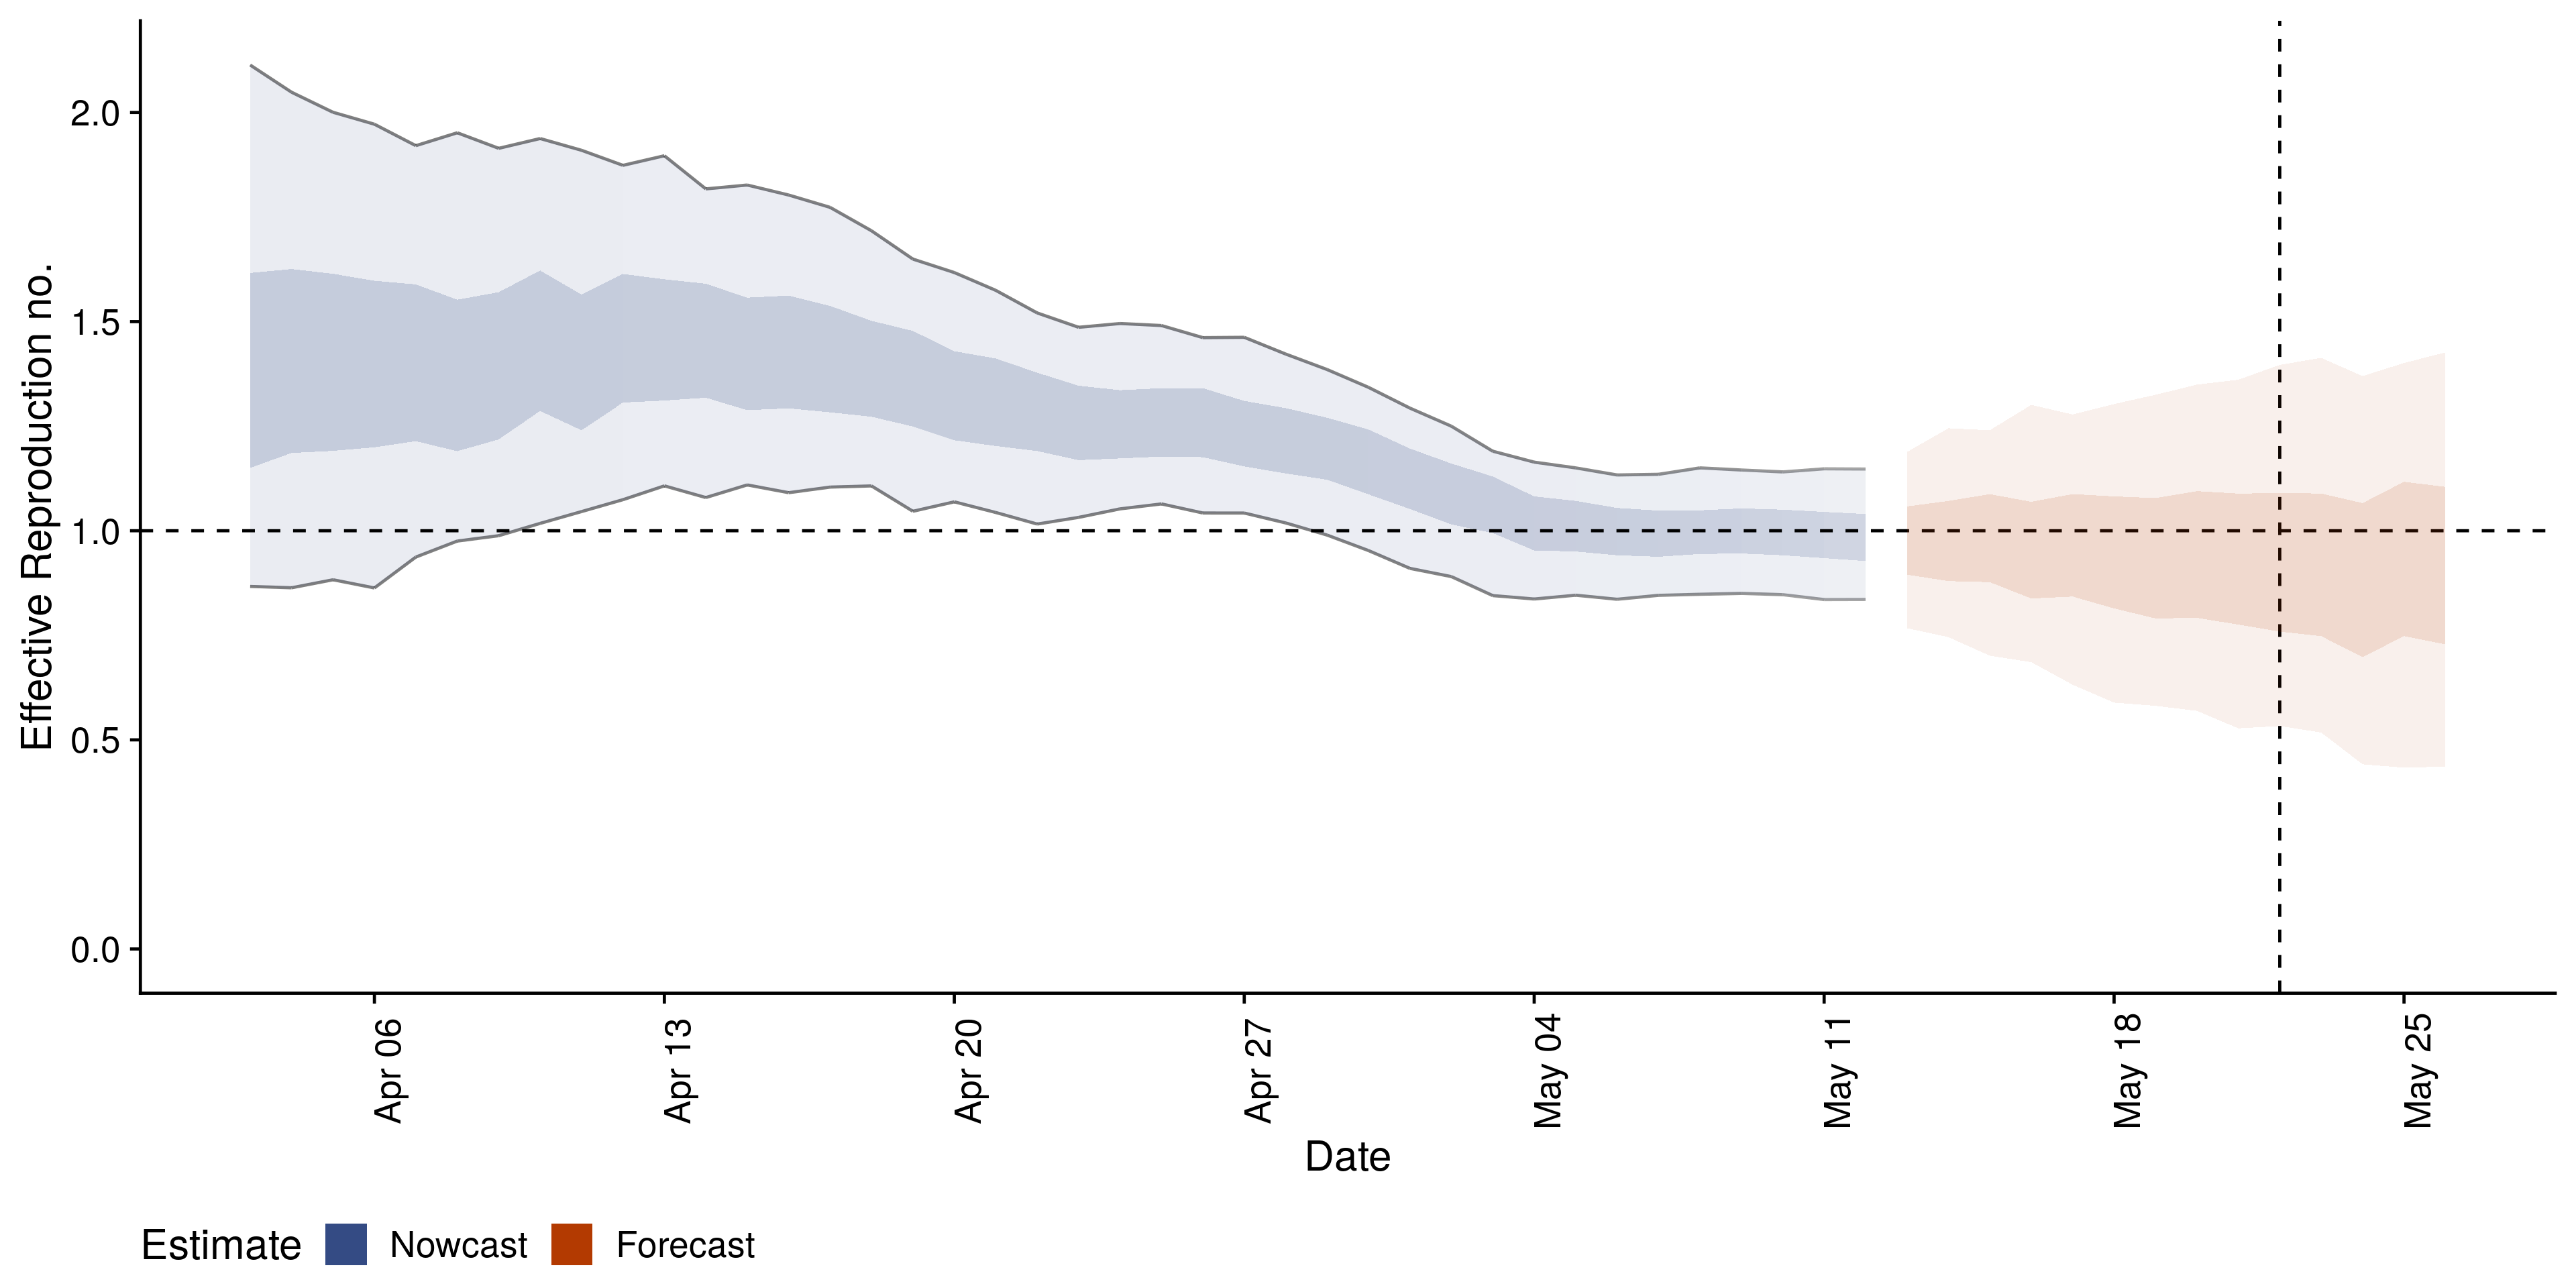 Effective Reproduction no.
2.0
1.5
1.0
0.5
0.0
Apr 06
Apr 13
Apr 20
Apr 27
May 04
May 11
May 18
May 25
Date
Estimate Nowcast Forecast